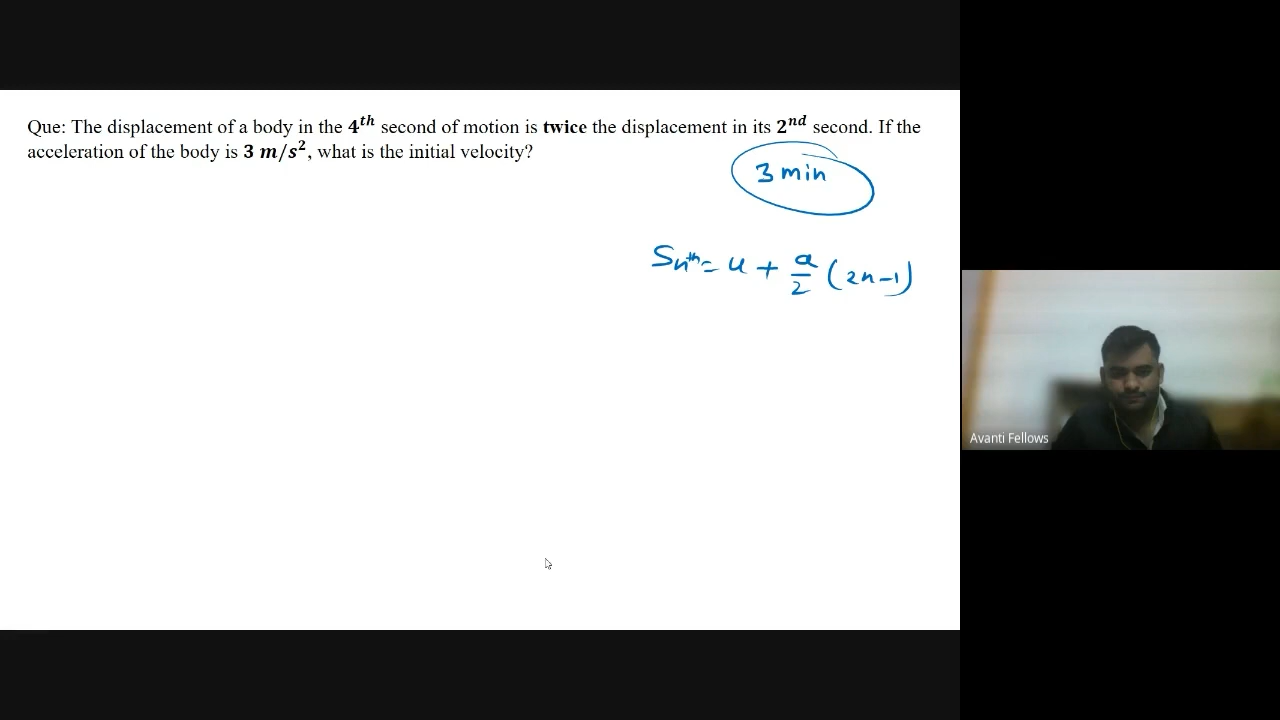 Que: The displacement of a body in the 4th second of motion is twice the displacement in its 2nd second. If the
acceleration of the body is 3 m/s², what is the initial velocity?
3 min
Snth = u + a/2 (2n-1)
Avanti Fellows